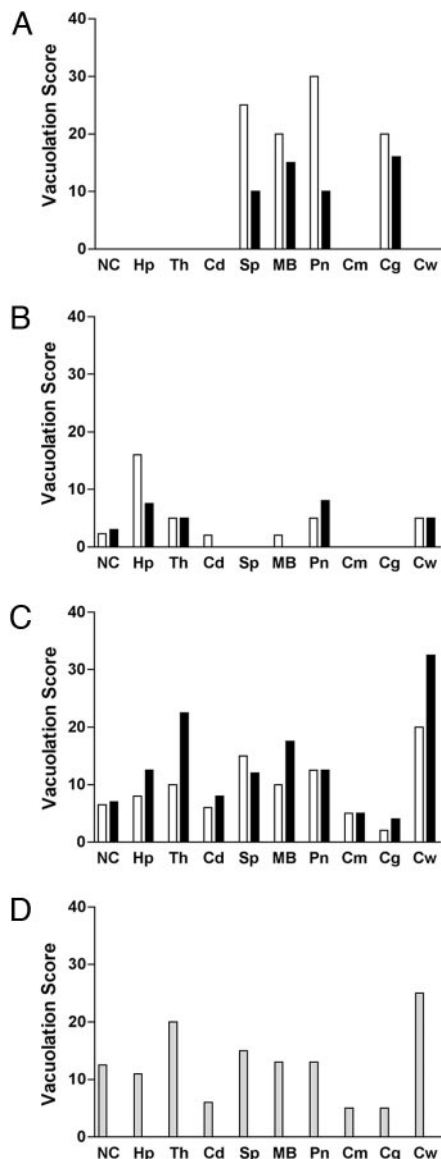 A
Vacuolation Score
40
30
20
10
0
NC Hp Th Cd Sp MB Pn Cm Cg Cw
B
Vacuolation Score
40
30
20
10
0
NC Hp Th Cd Sp MB Pn Cm Cg Cw
C
Vacuolation Score
40
30
20
10
0
NC Hp Th Cd Sp MB Pn Cm Cg Cw
D
Vacuolation Score
40
30
20
10
0
NC Hp Th Cd Sp MB Pn Cm Cg Cw